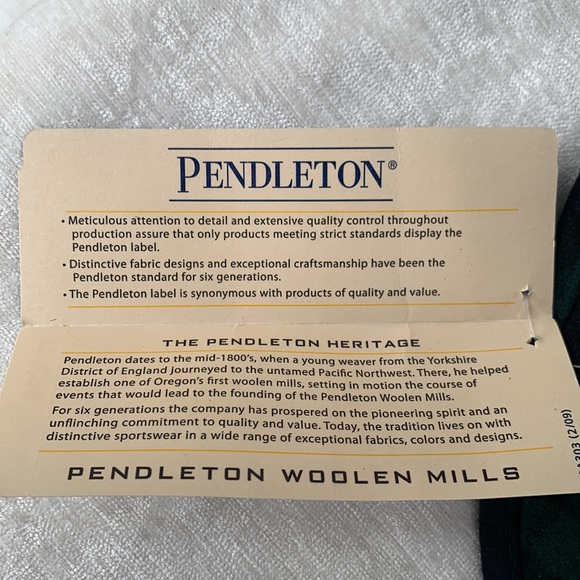 PENDLETON®
• Meticulous attention to detail and extensive quality control throughout
production assure that only products meeting strict standards display the
Pendleton label.
• Distinctive fabric designs and exceptional craftsmanship have been the
Pendleton standard for six generations.
• The Pendleton label is synonymous with products of quality and value.
THE PENDLETON HERITAGE
Pendleton dates to the mid-1800's, when a young weaver from the Yorkshire
District of England journeyed to the untamed Pacific Northwest. There, he helped
establish one of Oregon's first woolen mills, setting in motion the course of
events that would lead to the founding of the Pendleton Woolen Mills.
For six generations the company has prospered on the pioneering spirit and an
unflinching commitment to quality and value. Today, the tradition lives on with
distinctive sportswear in a wide range of exceptional fabrics, colors and designs.
PENDLETON WOOLEN MILLS
(2/09)